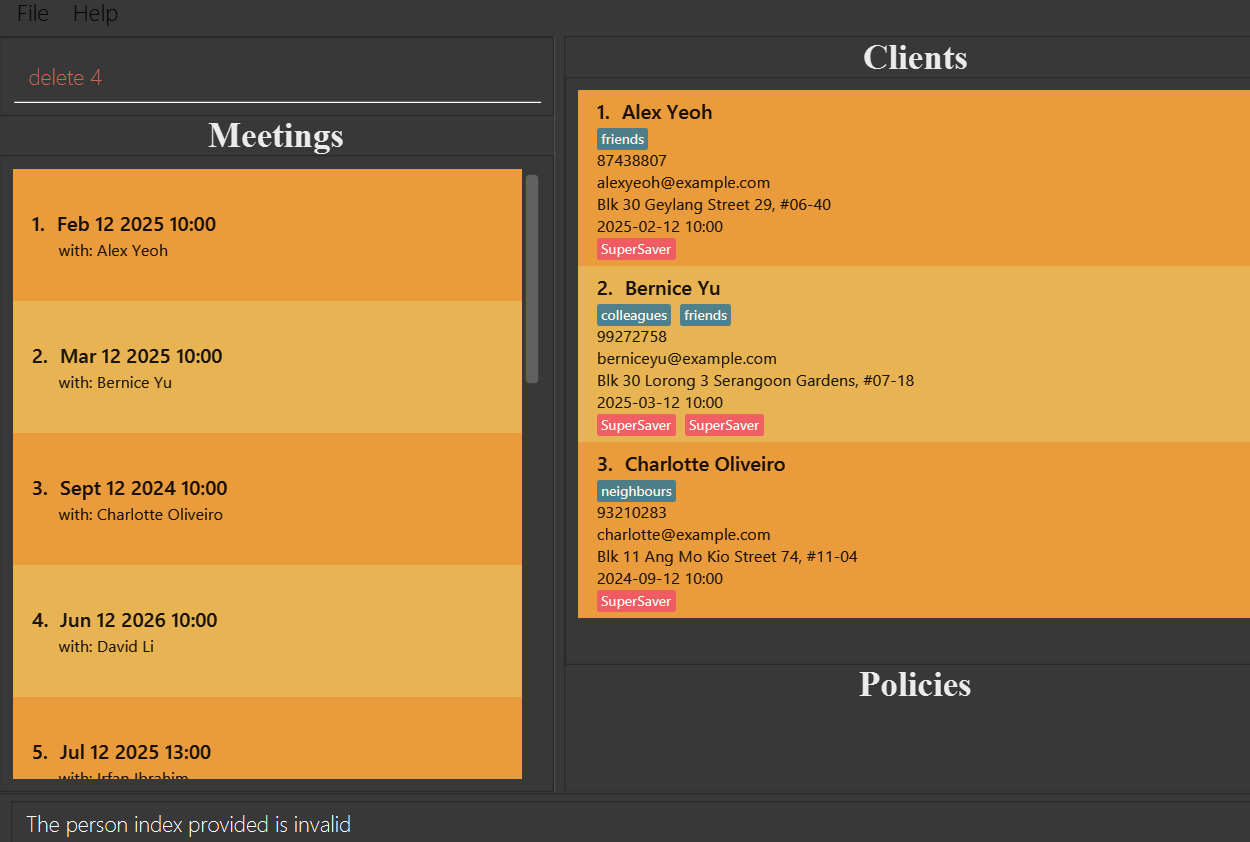 File Help
delete 4
Meetings
1. Feb 12 2025 10:00
with: Alex Yeoh
2. Mar 12 2025 10:00
with: Bernice Yu
3. Sept 12 2024 10:00
with: Charlotte Oliveiro
4. Jun 12 2026 10:00
with: David Li
5. Jul 12 2025 13:00
with: Irfan Ibrahim
Clients
1. Alex Yeoh
friends
87438807
alexyeoh@example.com
Blk 30 Geylang Street 29, #06-40
2025-02-12 10:00
SuperSaver
2. Bernice Yu
colleagues friends
99272758
berniceyu@example.com
Blk 30 Lorong 3 Serangoon Gardens, #07-18
2025-03-12 10:00
SuperSaver SuperSaver
3. Charlotte Oliveiro
neighbours
93210283
charlotte@example.com
Blk 11 Ang Mo Kio Street 74, #11-04
2024-09-12 10:00
SuperSaver
Policies
The person index provided is invalid